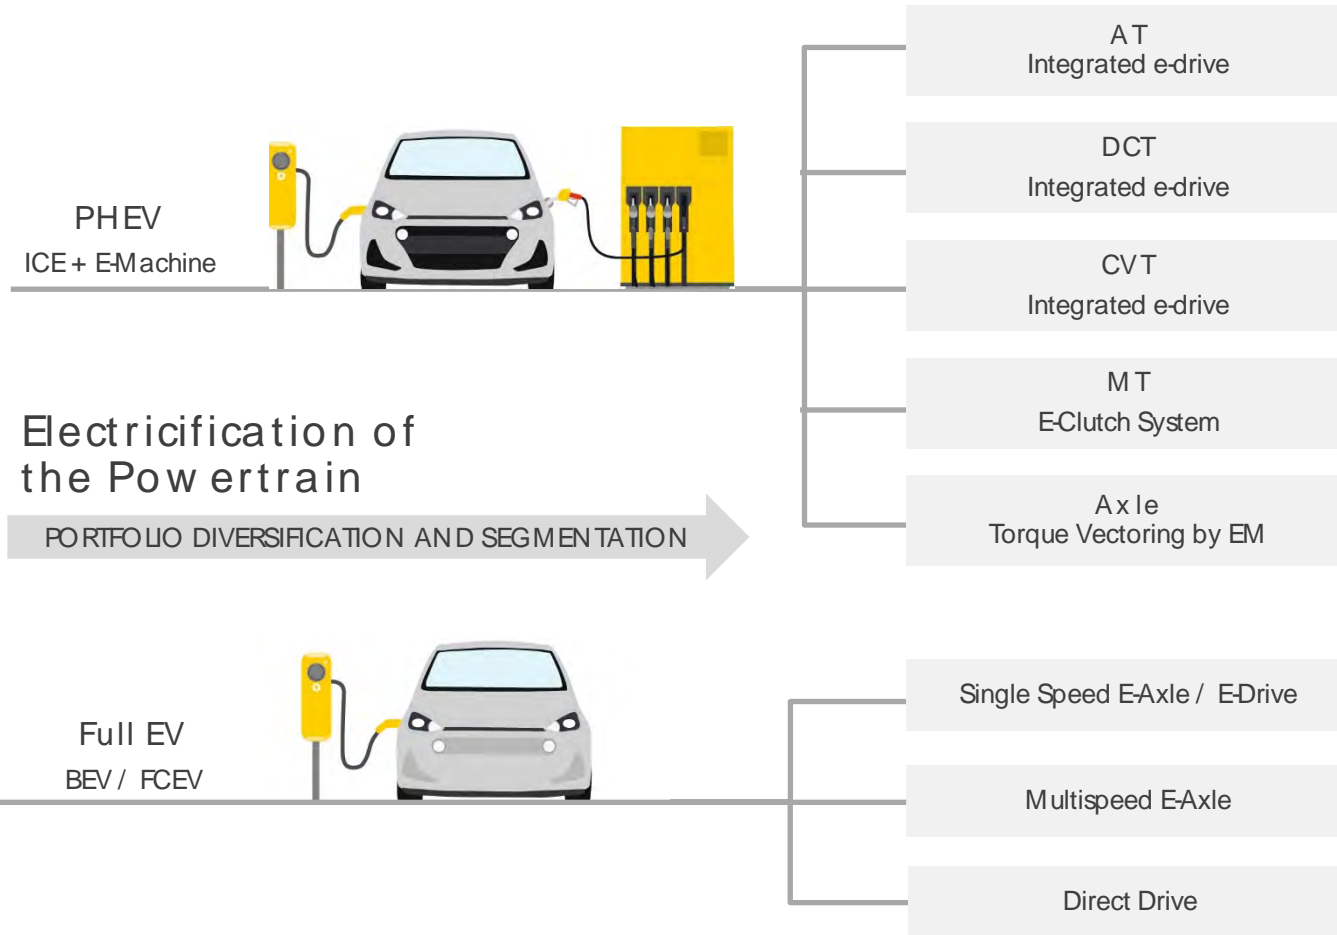 PHEV
ICE + E-Machine
AT
Integrated e-drive
DCT
Integrated e-drive
CVT
Integrated e-drive
MT
E-Clutch System
Axle
Torque Vectoring by EM
Electricification of
the Powertrain
PORTFOLIO DIVERSIFICATION AND SEGMENTATION
Full EV
BEV / FCEV
Single Speed E-Axle / E-Drive
Multispeed E-Axle
Direct Drive